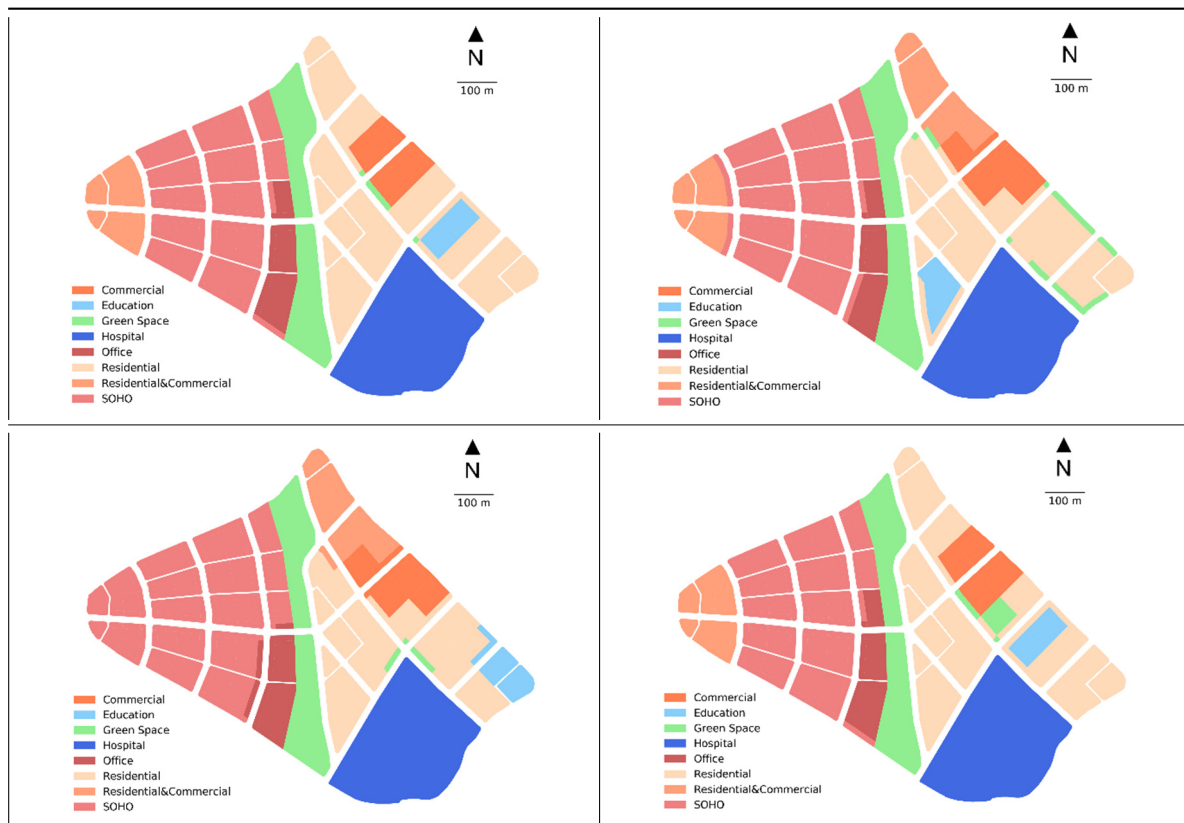 N
100 m
Commercial
Education
Green Space
Hospital
Office
Residential
Residential&Commercial
SOHO
N
100 m
Commercial
Education
Green Space
Hospital
Office
Residential
Residential&Commercial
SOHO
N
100 m
Commercial
Education
Green Space
Hospital
Office
Residential
Residential&Commercial
SOHO
N
100 m
Commercial
Education
Green Space
Hospital
Office
Residential
Residential&Commercial
SOHO